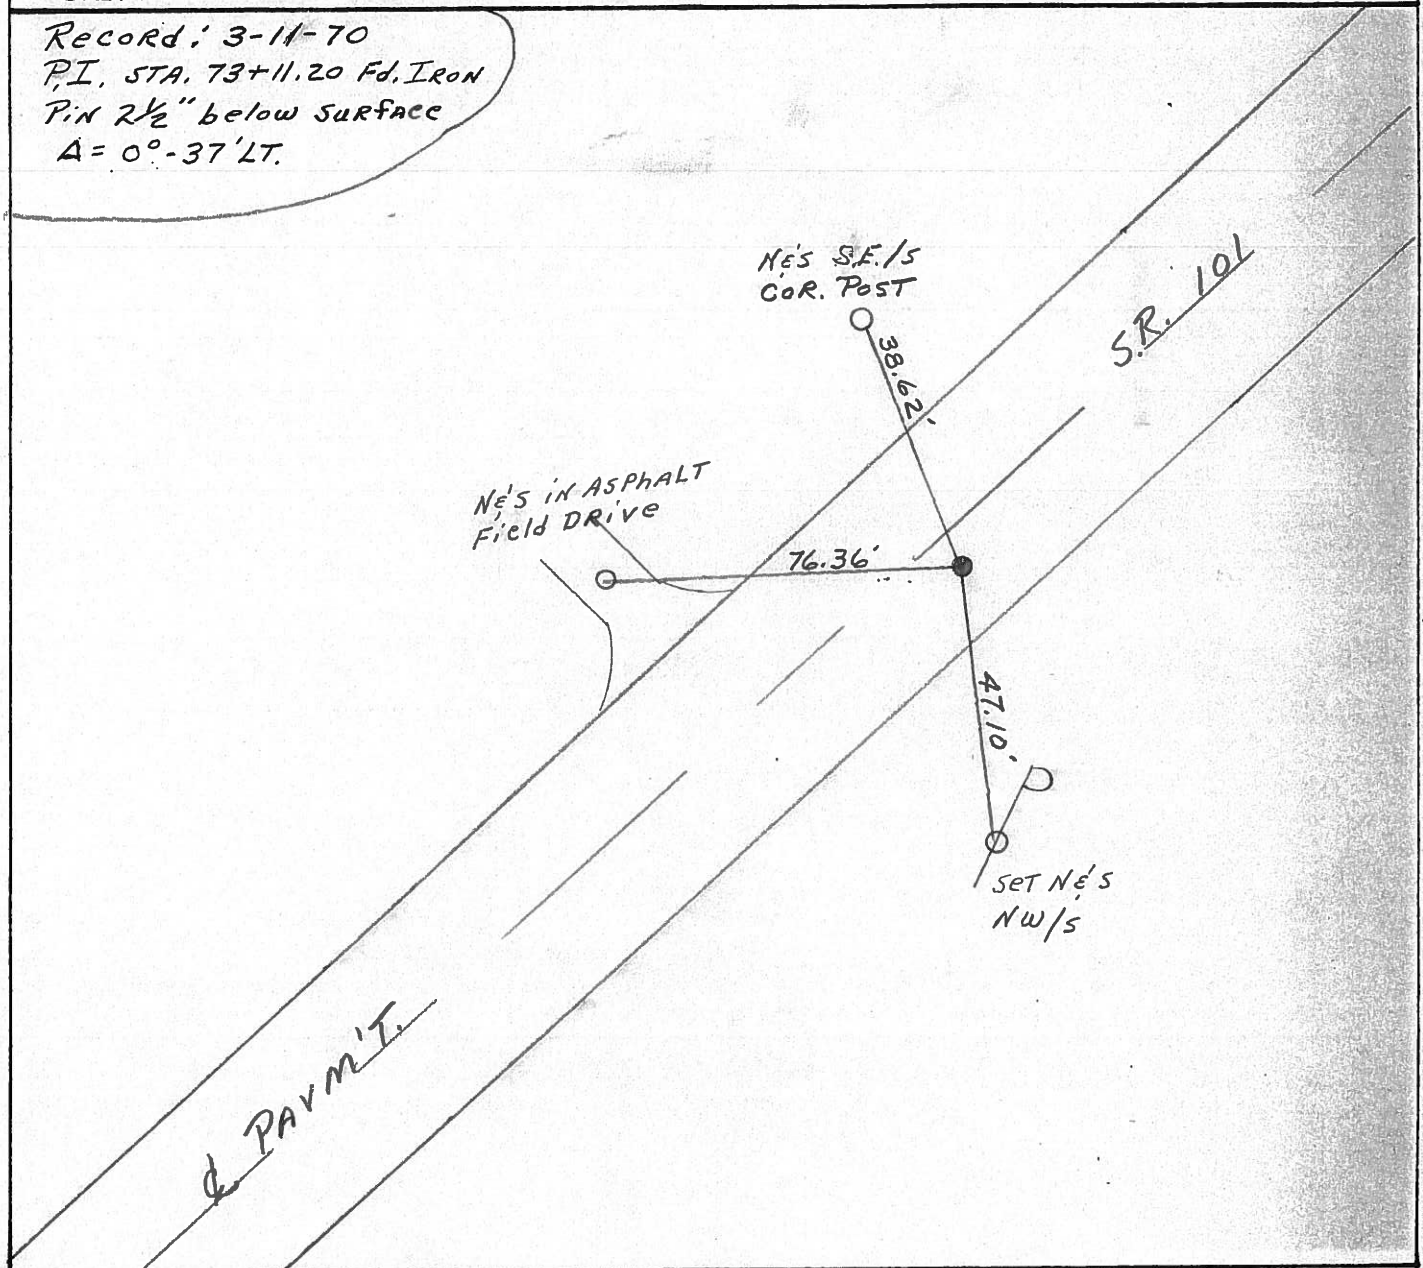 Record: 3-11-70
P.I. STA. 73+11.20 Fd. IRON
Pin 2½" below SURFACE
Δ = 0°-37' LT.
N&'S S.E./S
COR. POST
38.62'
S.R. 101
N&'S in ASPhALT
Field DRive
76.36'
47.10'
SET N&'S
NW/S
℄ PAVM'T.